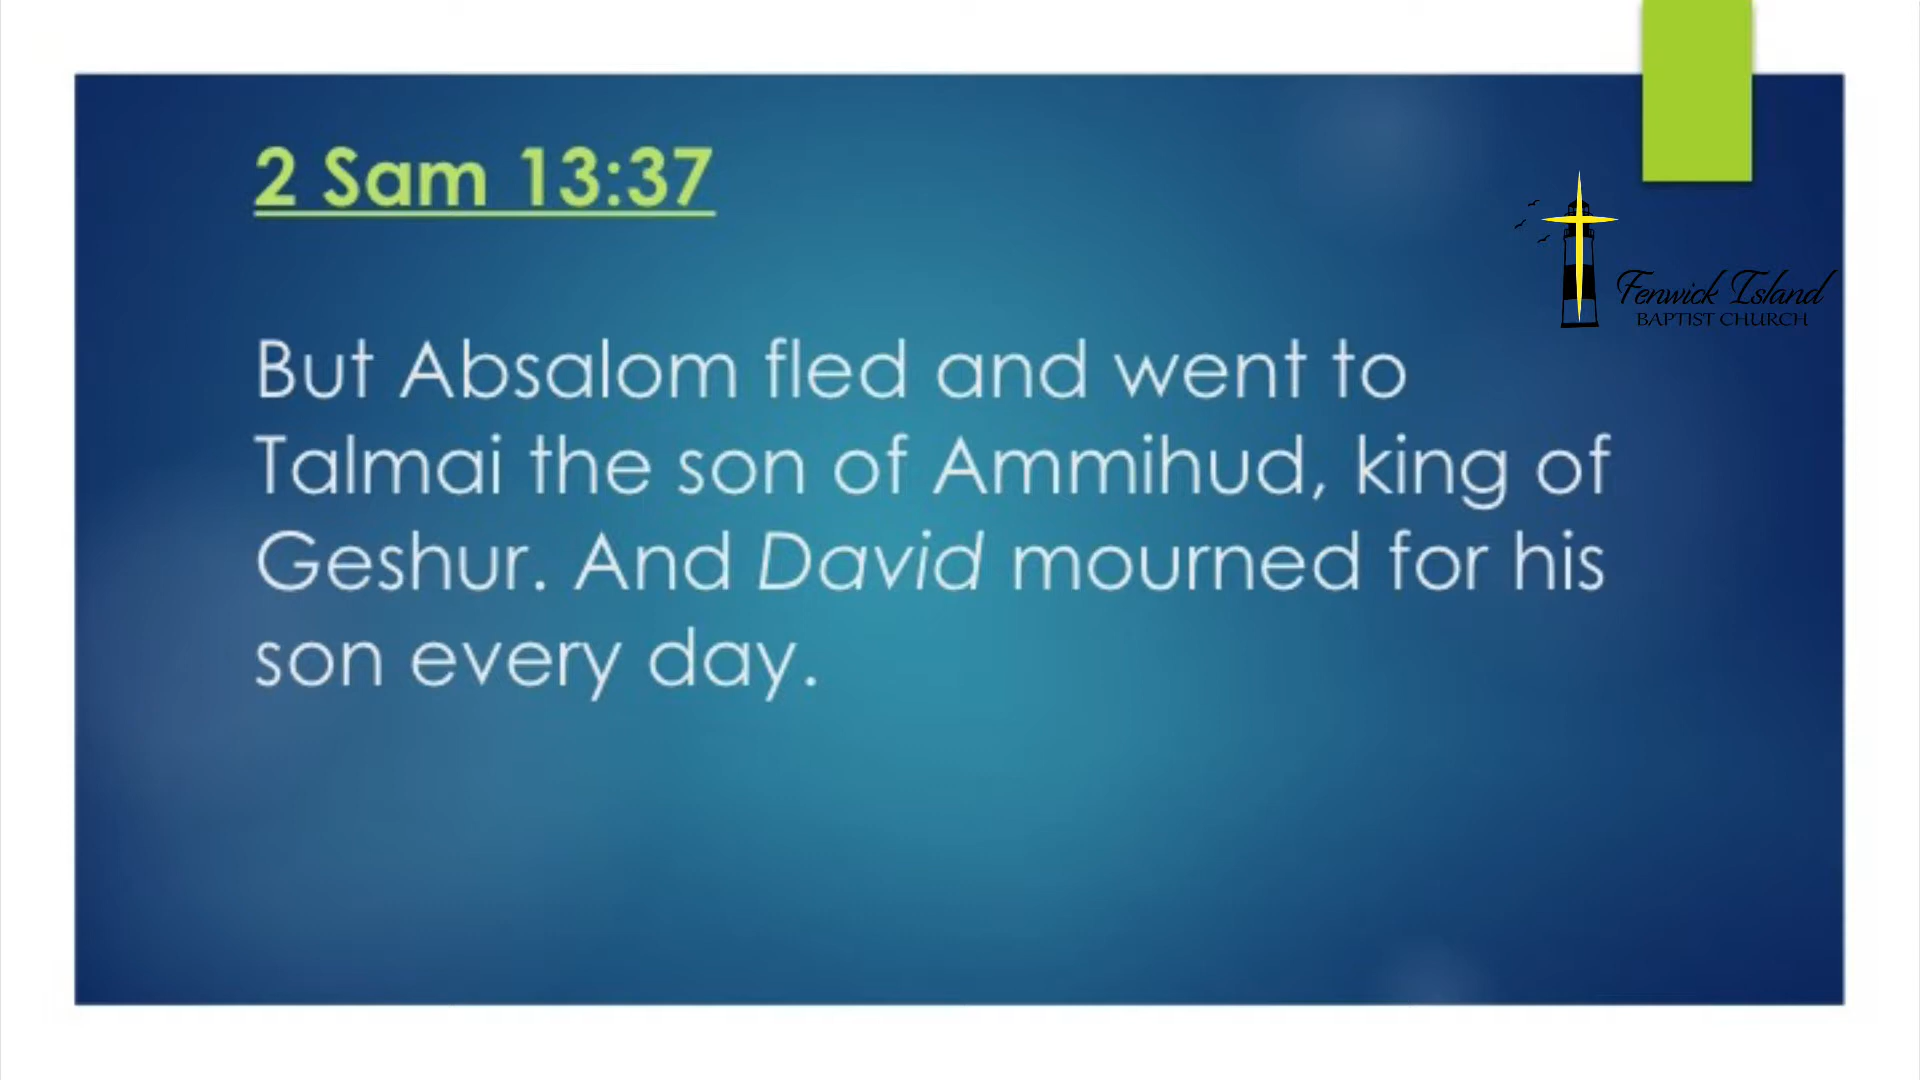 2 Sam 13:37
Fenwick Island
BAPTIST CHURCH
But Absalom fled and went to
Talmai the son of Ammihud, king of
Geshur. And David mourned for his
son every day.